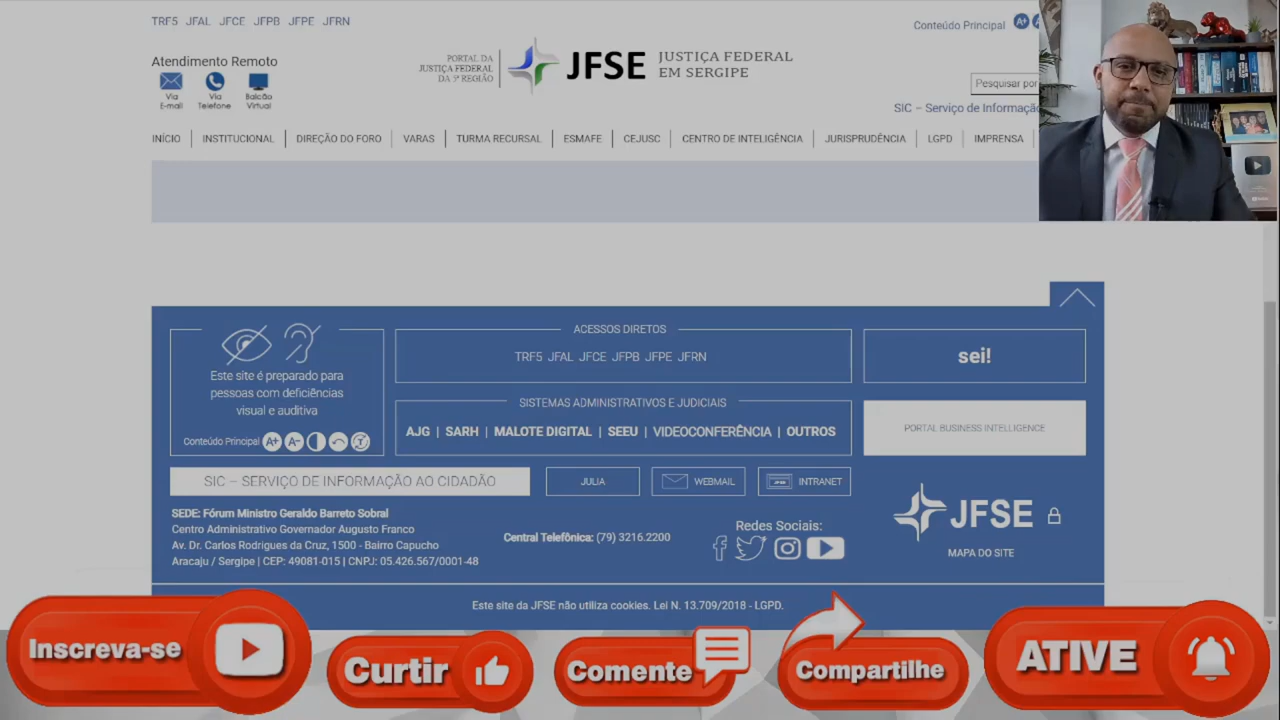 TRF5 JFAL JFCE JFPB JFPE JFRN
Conteúdo Principal A+
Atendimento Remoto
Via E-mail
Via Telefone
Balcão Virtual
PORTAL DA
JUSTIÇA FEDERAL
DA 5ª REGIÃO
JFSE
JUSTIÇA FEDERAL
EM SERGIPE
Pesquisar por
SIC – Serviço de Informação
INÍCIO
INSTITUCIONAL
DIREÇÃO DO FORO
VARAS
TURMA RECURSAL
ESMAFE
CEJUSC
CENTRO DE INTELIGÊNCIA
JURISPRUDÊNCIA
LGPD
IMPRENSA
Este site é preparado para
pessoas com deficiências
visual e auditiva
Conteúdo Principal A+ A-
ACESSOS DIRETOS
TRF5 JFAL JFCE JFPB JFPE JFRN
sei!
SISTEMAS ADMINISTRATIVOS E JUDICIAIS
AJG | SARH | MALOTE DIGITAL | SEEU | VIDEOCONFERÊNCIA | OUTROS
PORTAL BUSINESS INTELLIGENCE
SIC – SERVIÇO DE INFORMAÇÃO AO CIDADÃO
JULIA
WEBMAIL
INTRANET
SEDE: Fórum Ministro Geraldo Barreto Sobral
Centro Administrativo Governador Augusto Franco
Av. Dr. Carlos Rodrigues da Cruz, 1500 - Bairro Capucho
Aracaju / Sergipe | CEP: 49081-015 | CNPJ: 05.426.567/0001-48
Central Telefônica: (79) 3216.2200
Redes Sociais:
JFSE
MAPA DO SITE
Este site da JFSE não utiliza cookies. Lei N. 13.709/2018 - LGPD.
Inscreva-se
Curtir
Comente
Compartilhe
ATIVE